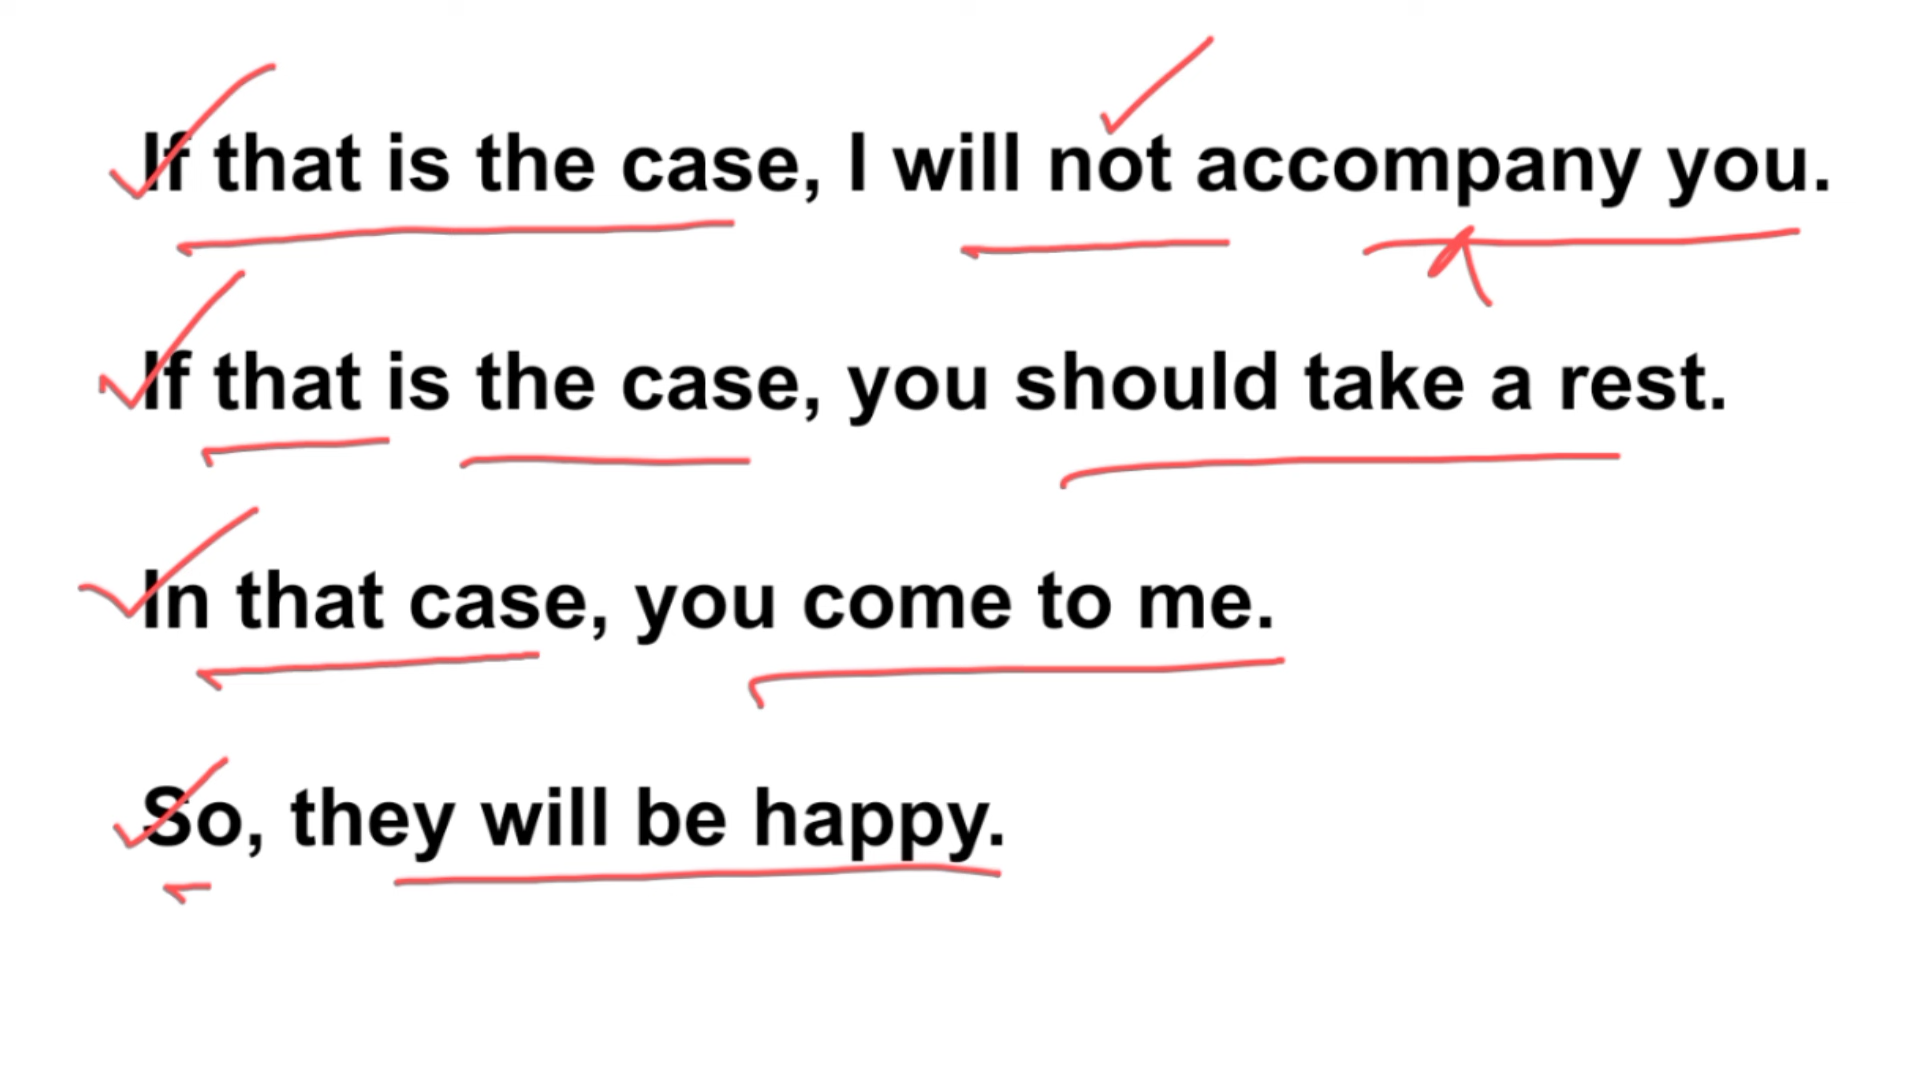 If that is the case, I will not accompany you.
If that is the case, you should take a rest.
In that case, you come to me.
So, they will be happy.